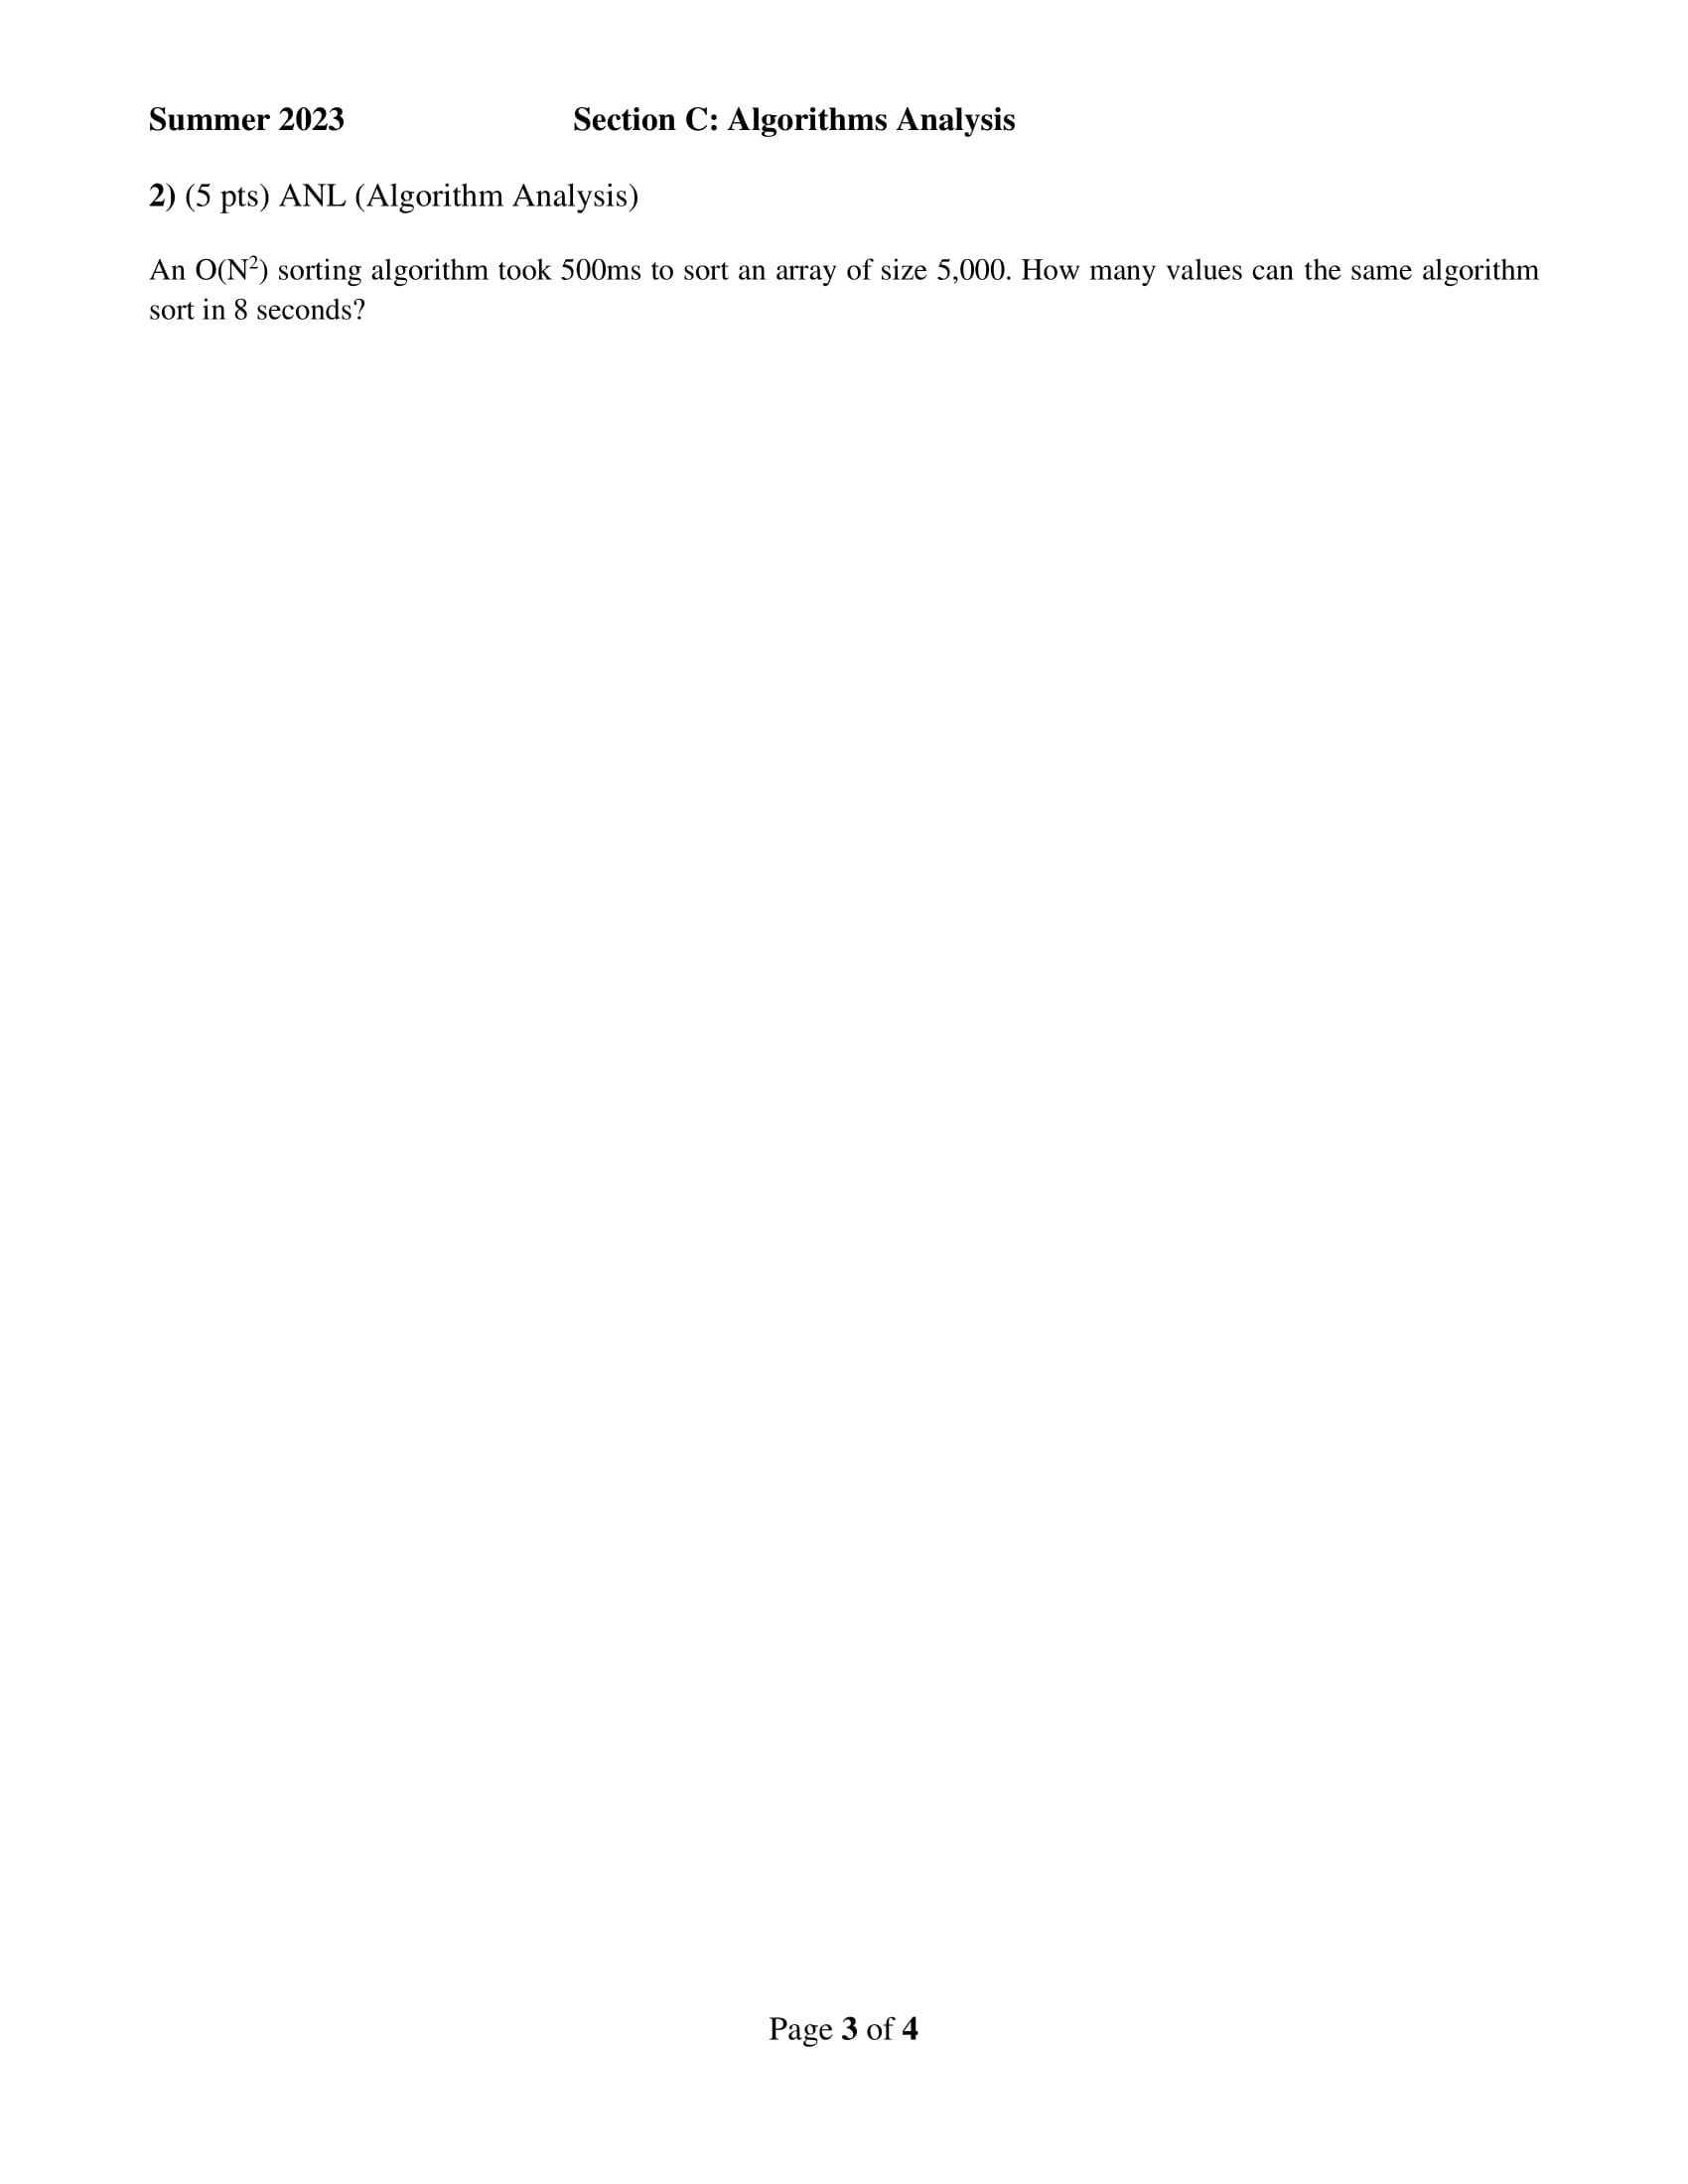 Summer 2023 Section C: Algorithms Analysis
2) (5 pts) ANL (Algorithm Analysis)
An O(N²) sorting algorithm took 500ms to sort an array of size 5,000. How many values can the same algorithm
sort in 8 seconds?
Page 3 of 4